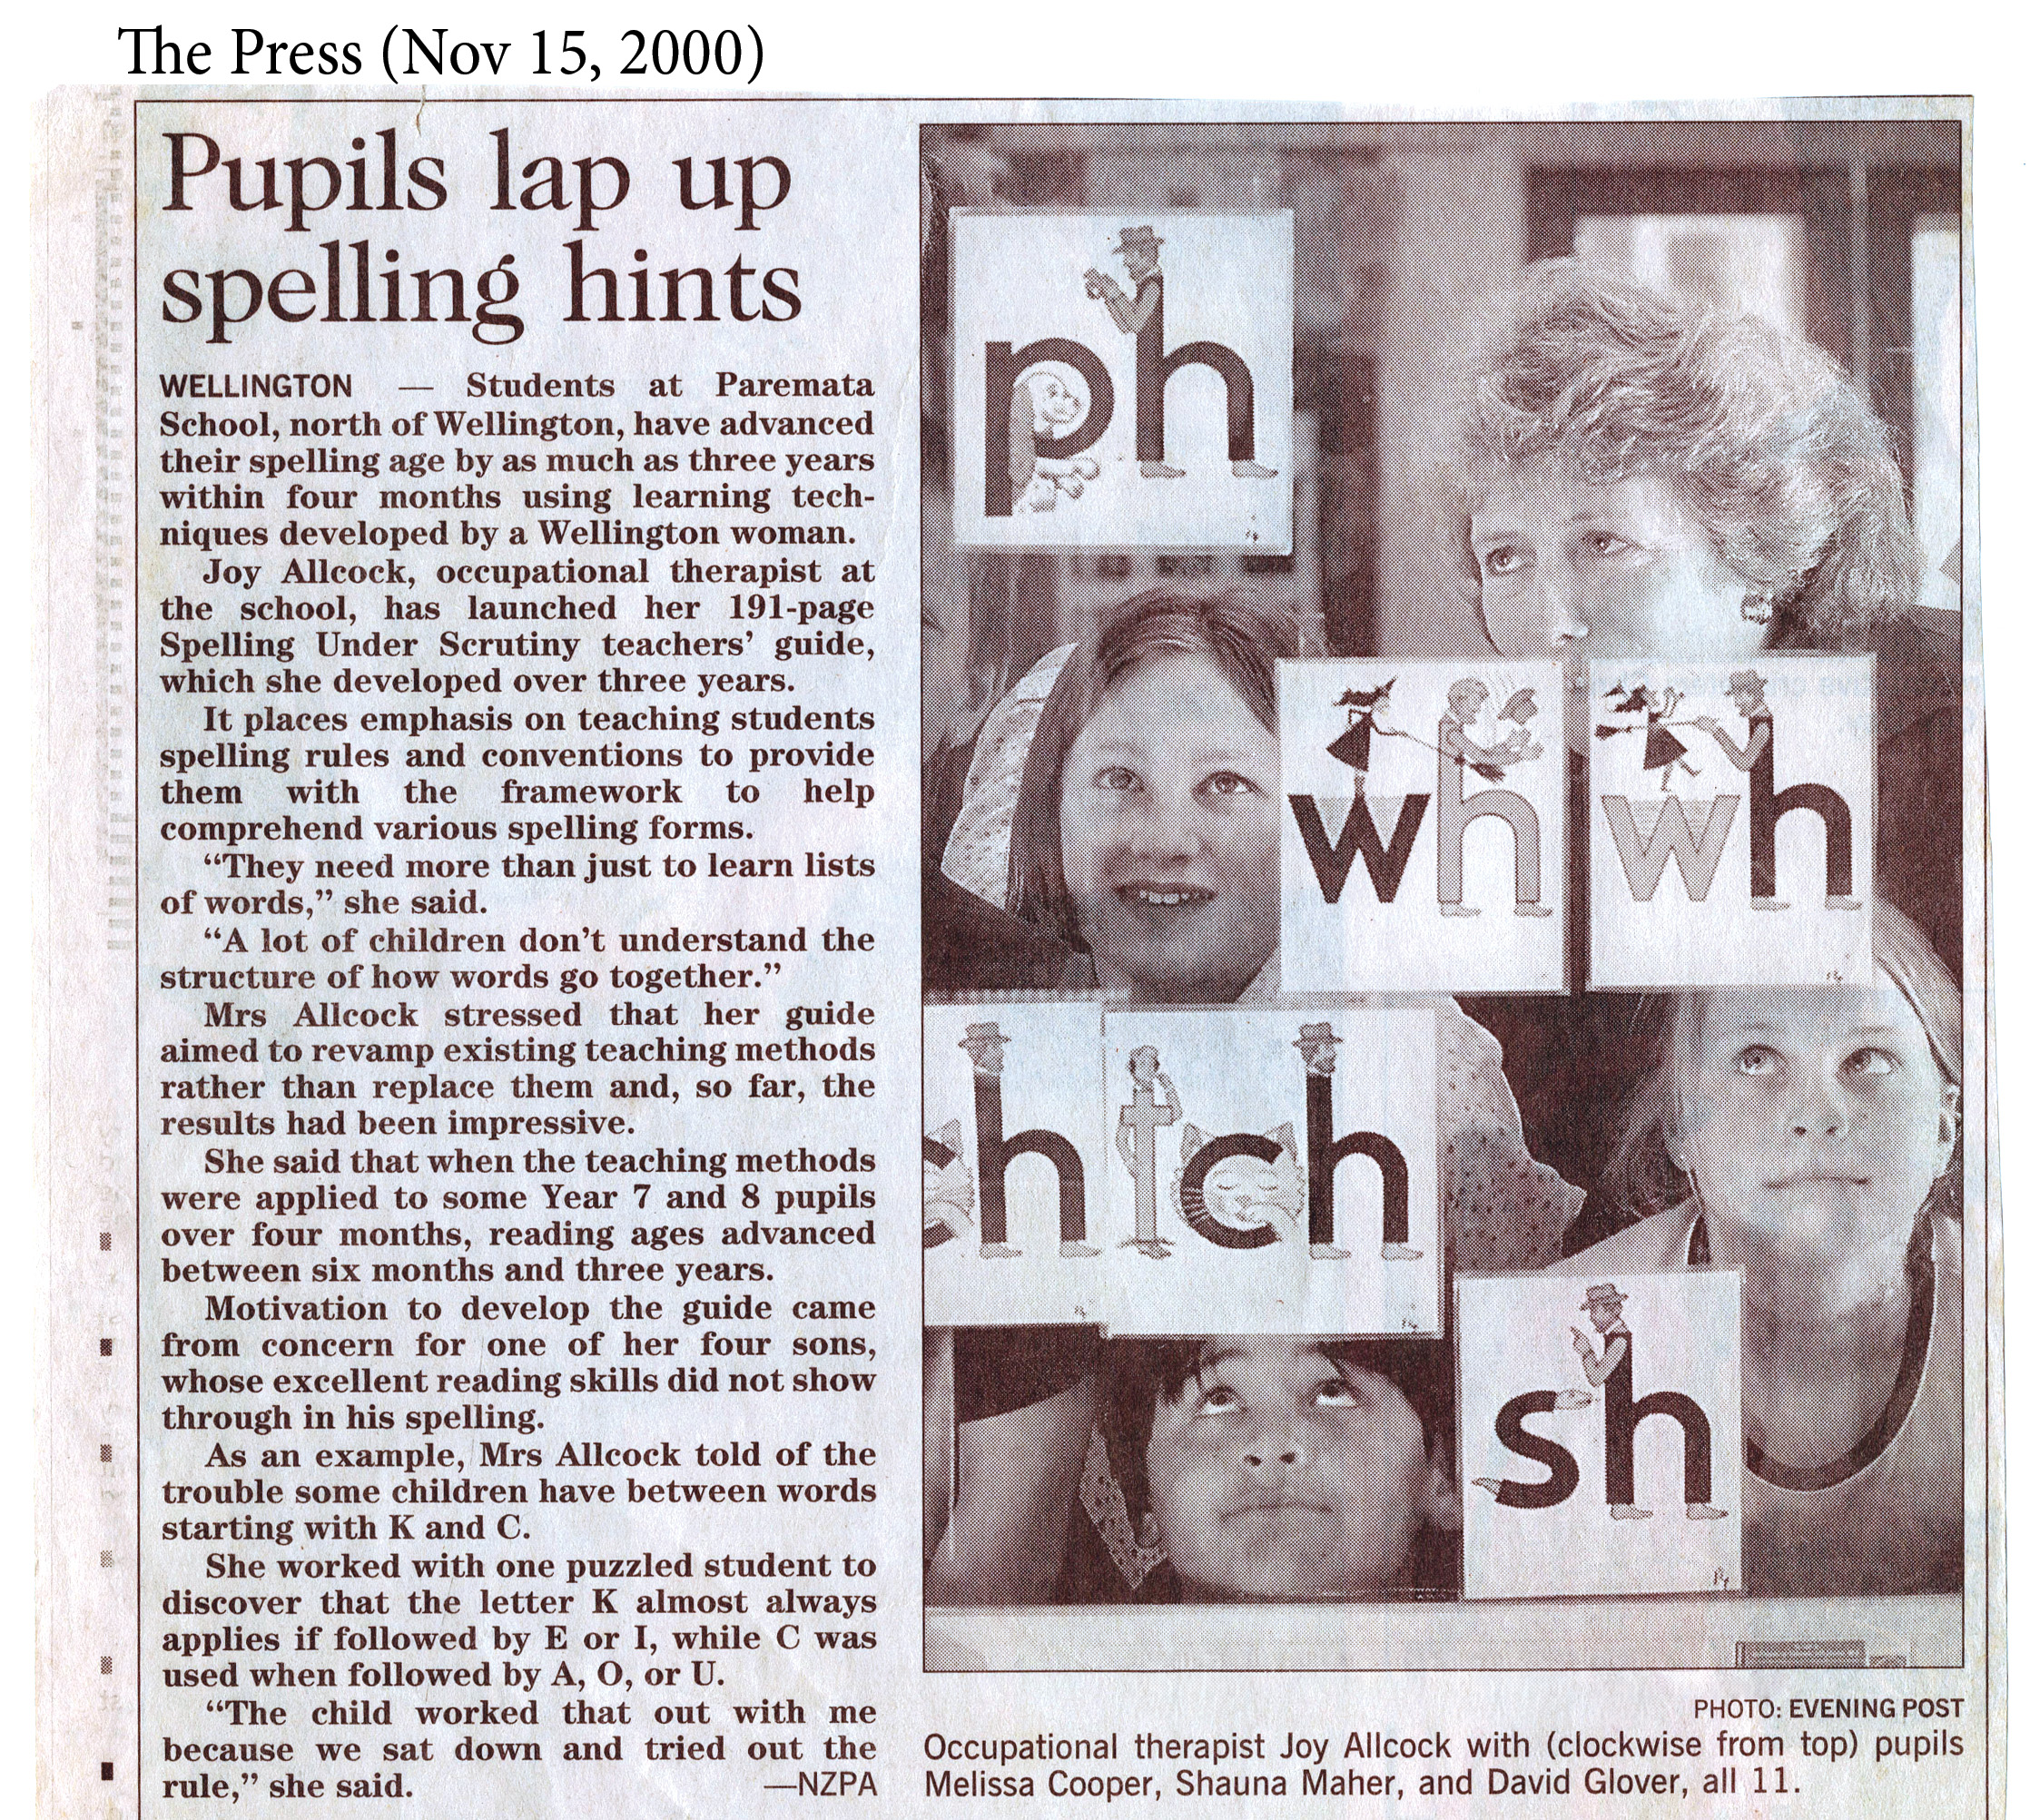 The Press (Nov 15, 2000)
Pupils lap up
spelling hints
WELLINGTON — Students at Paremata
School, north of Wellington, have advanced
their spelling age by as much as three years
within four months using learning tech-
niques developed by a Wellington woman.
Joy Allcock, occupational therapist at
the school, has launched her 191-page
Spelling Under Scrutiny teachers’ guide,
which she developed over three years.
It places emphasis on teaching students
spelling rules and conventions to provide
them with the framework to help
comprehend various spelling forms.
“They need more than just to learn lists
of words,” she said.
“A lot of children don’t understand the
structure of how words go together.”
Mrs Allcock stressed that her guide
aimed to revamp existing teaching methods
rather than replace them and, so far, the
results had been impressive.
She said that when the teaching methods
were applied to some Year 7 and 8 pupils
over four months, reading ages advanced
between six months and three years.
Motivation to develop the guide came
from concern for one of her four sons,
whose excellent reading skills did not show
through in his spelling.
As an example, Mrs Allcock told of the
trouble some children have between words
starting with K and C.
She worked with one puzzled student to
discover that the letter K almost always
applies if followed by E or I, while C was
used when followed by A, O, or U.
“The child worked that out with me
because we sat down and tried out the
rule,” she said. —NZPA
ph
wh wh
ch tch
sh
PHOTO: EVENING POST
Occupational therapist Joy Allcock with (clockwise from top) pupils
Melissa Cooper, Shauna Maher, and David Glover, all 11.